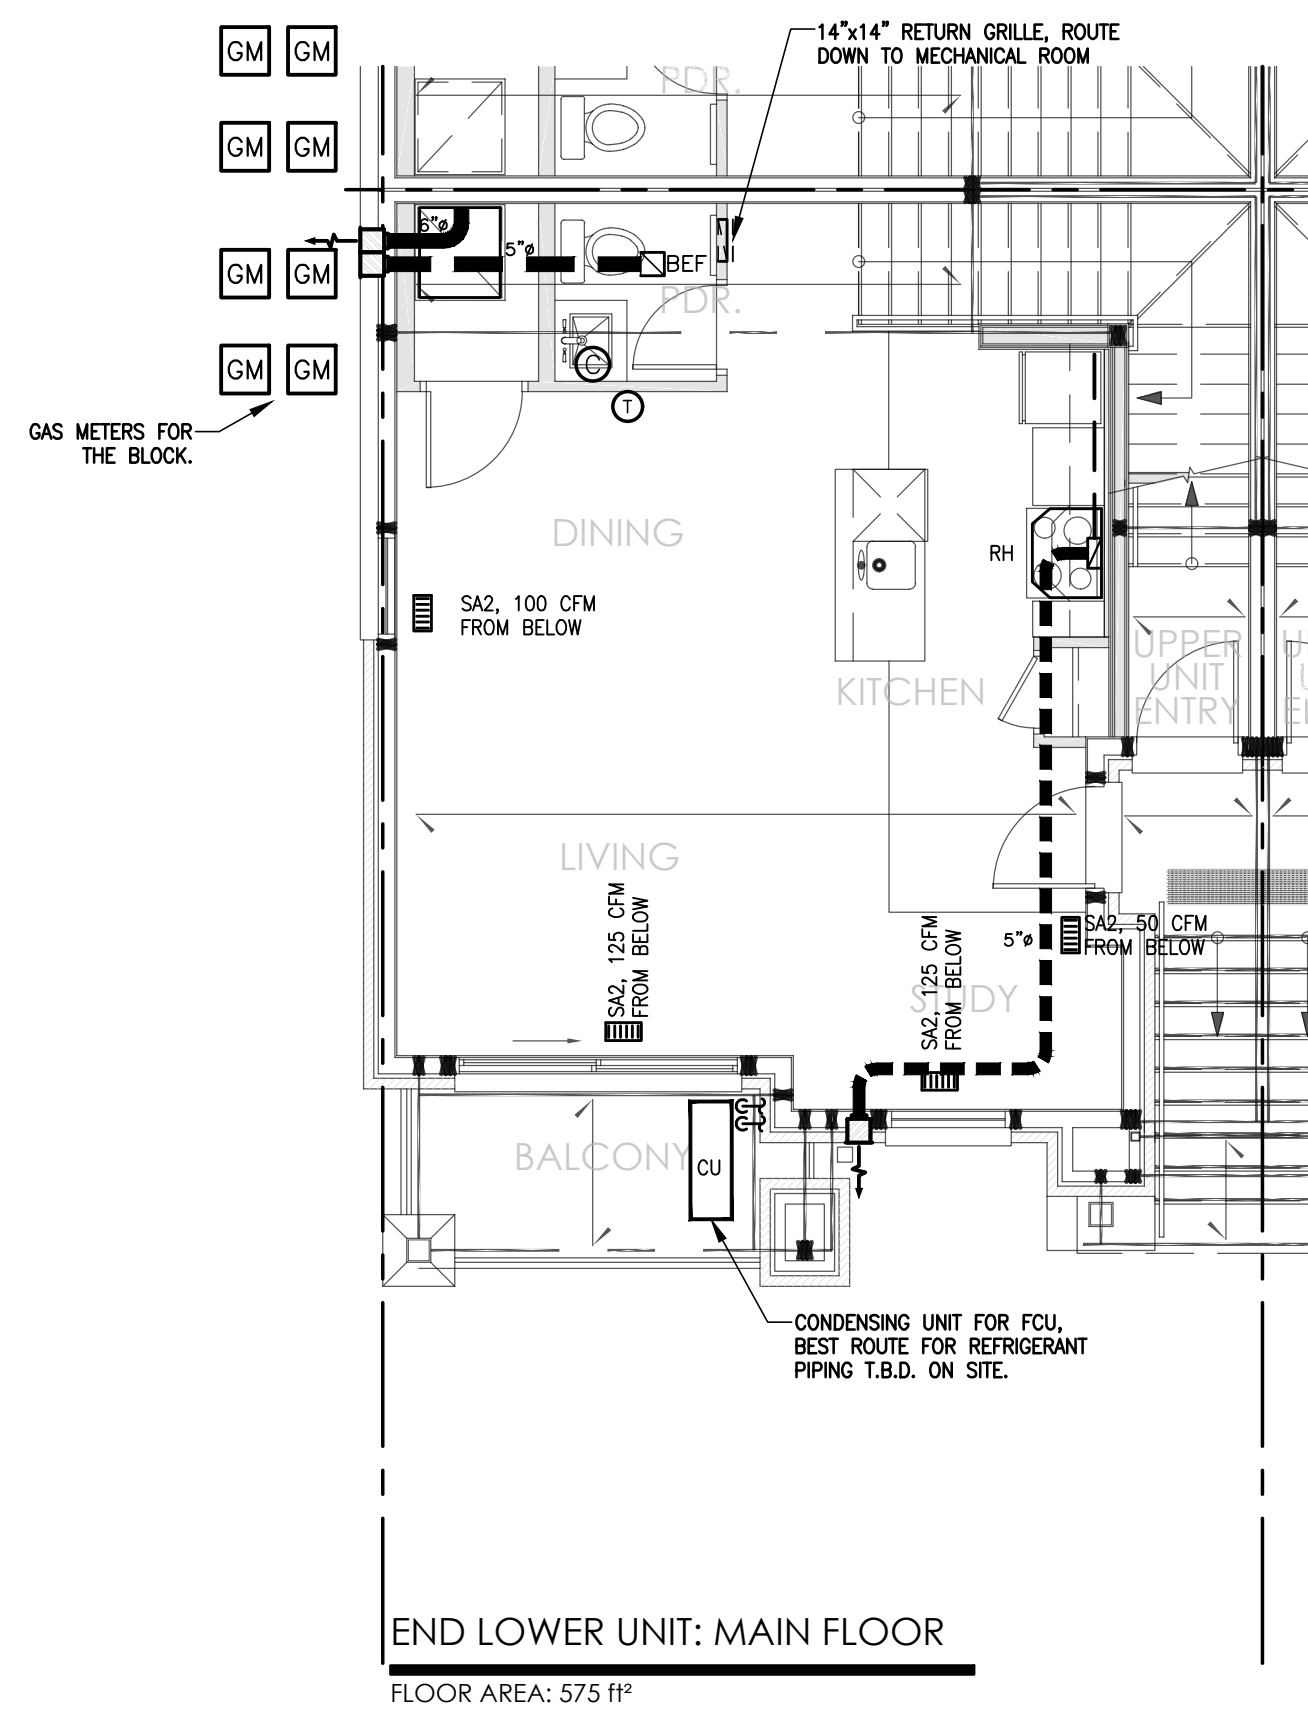 GM GM
14"x14" RETURN GRILLE, ROUTE
DOWN TO MECHANICAL ROOM
PDR.
GM GM
6"ø
5"ø
BEF
GM GM
PDR.
GM GM
C
T
GAS METERS FOR
THE BLOCK.
DINING
RH
SA2, 100 CFM
FROM BELOW
UPPER
UNIT
ENTRY
KITCHEN
LIVING
SA2, 125 CFM
FROM BELOW
SA2, 125 CFM
FROM BELOW
5"ø
SA2, 50 CFM
FROM BELOW
STUDY
BALCONY
CU
CONDENSING UNIT FOR FCU,
BEST ROUTE FOR REFRIGERANT
PIPING T.B.D. ON SITE.
END LOWER UNIT: MAIN FLOOR
FLOOR AREA: 575 ft²